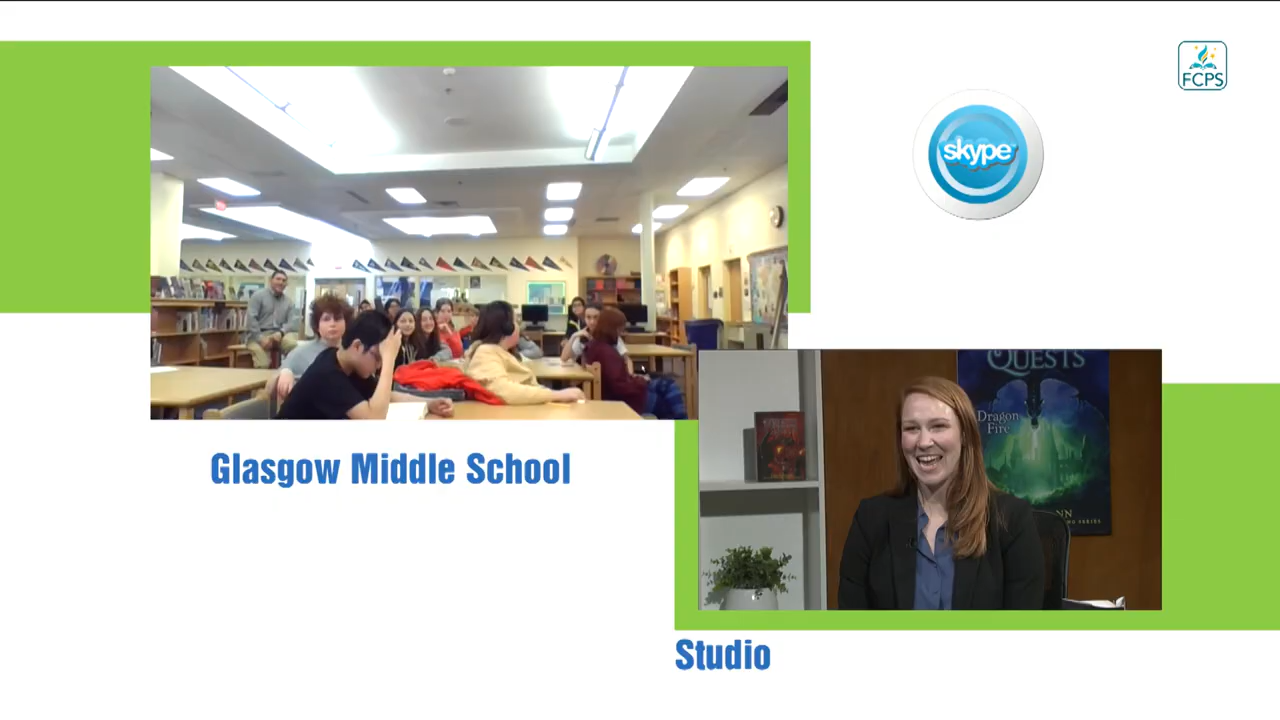 FCPS
skype
QUESTS
Dragon
Fire
Glasgow Middle School
Studio